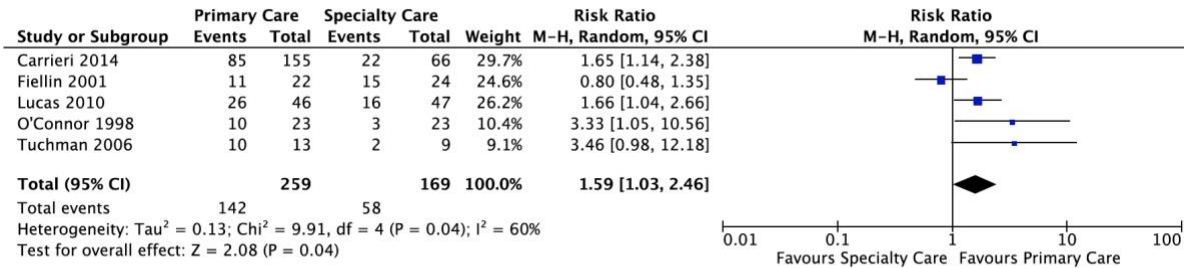 Primary Care Specialty Care Risk Ratio Risk Ratio
Study or Subgroup Events Total Events Total Weight M-H, Random, 95% CI M-H, Random, 95% CI
Carrieri 2014 85 155 22 66 29.7% 1.65 [1.14, 2.38]
Fiellin 2001 11 22 15 24 24.6% 0.80 [0.48, 1.35]
Lucas 2010 26 46 16 47 26.2% 1.66 [1.04, 2.66]
O'Connor 1998 10 23 3 23 10.4% 3.33 [1.05, 10.56]
Tuchman 2006 10 13 2 9 9.1% 3.46 [0.98, 12.18]
Total (95% CI) 259 169 100.0% 1.59 [1.03, 2.46]
Total events 142 58
Heterogeneity: Tau² = 0.13; Chi² = 9.91, df = 4 (P = 0.04); I² = 60%
Test for overall effect: Z = 2.08 (P = 0.04)
0.01 0.1 1 10 100
Favours Specialty Care Favours Primary Care